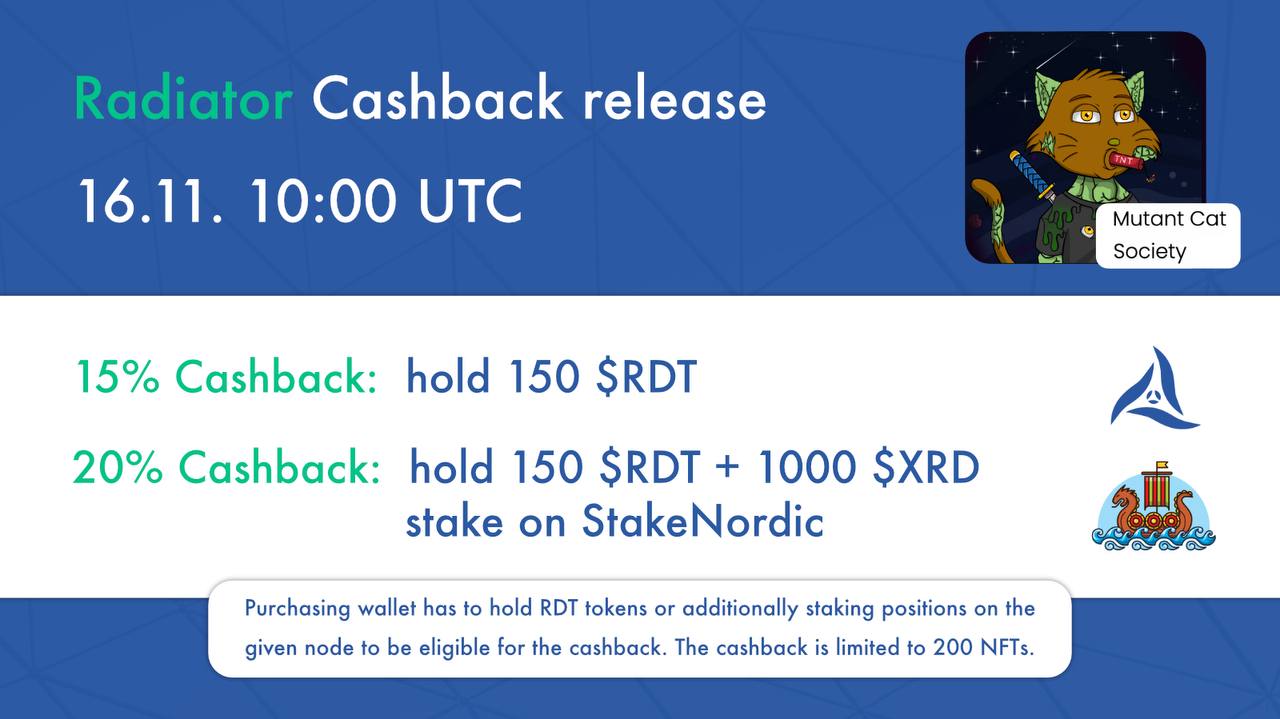 Radiator Cashback release
16.11. 10:00 UTC
TNT
Mutant Cat
Society
15% Cashback: hold 150 $RDT
20% Cashback: hold 150 $RDT + 1000 $XRD
stake on StakeNordic
Purchasing wallet has to hold RDT tokens or additionally staking positions on the
given node to be eligible for the cashback. The cashback is limited to 200 NFTs.